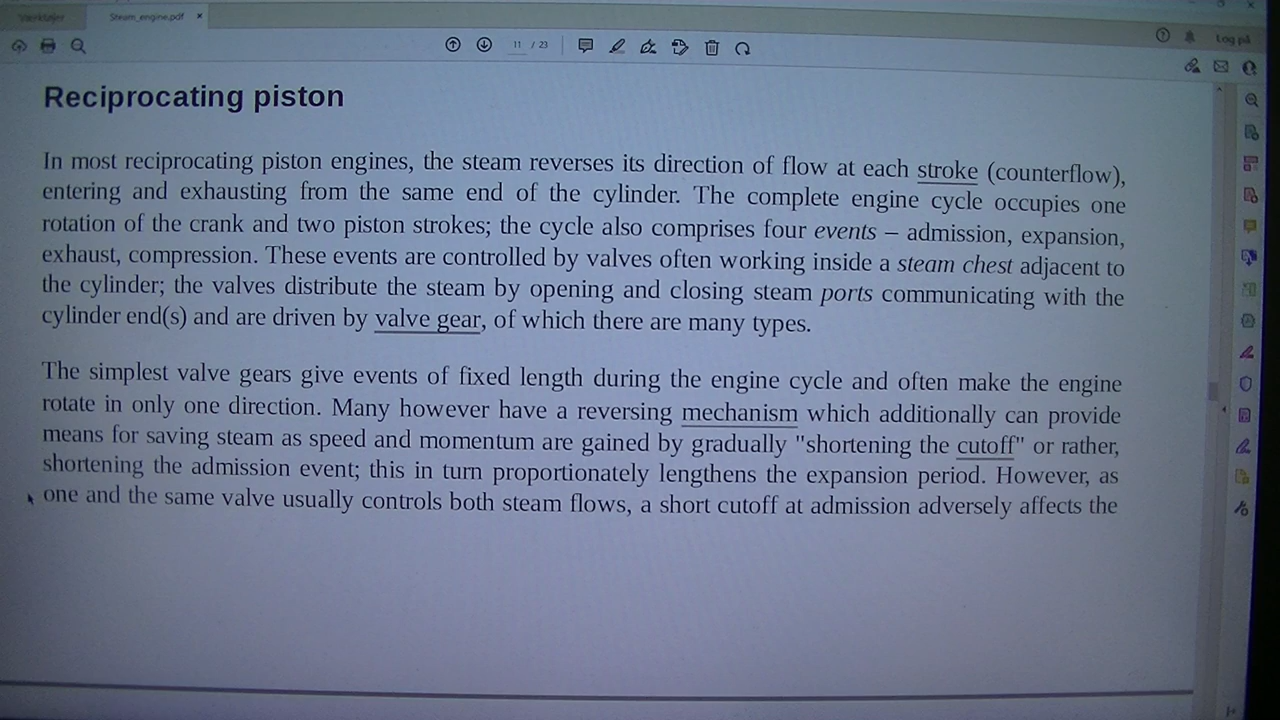 Værktøjer
Steam_engine.pdf ×
11 / 23
Log på
Reciprocating piston
In most reciprocating piston engines, the steam reverses its direction of flow at each stroke (counterflow),
entering and exhausting from the same end of the cylinder. The complete engine cycle occupies one
rotation of the crank and two piston strokes; the cycle also comprises four events – admission, expansion,
exhaust, compression. These events are controlled by valves often working inside a steam chest adjacent to
the cylinder; the valves distribute the steam by opening and closing steam ports communicating with the
cylinder end(s) and are driven by valve gear, of which there are many types.
The simplest valve gears give events of fixed length during the engine cycle and often make the engine
rotate in only one direction. Many however have a reversing mechanism which additionally can provide
means for saving steam as speed and momentum are gained by gradually "shortening the cutoff" or rather,
shortening the admission event; this in turn proportionately lengthens the expansion period. However, as
one and the same valve usually controls both steam flows, a short cutoff at admission adversely affects the